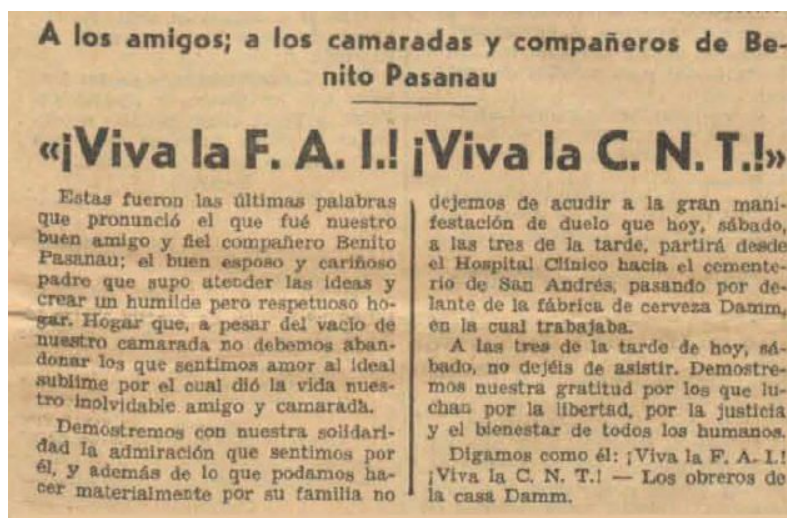 A los amigos; a los camaradas y compañeros de Be-
nito Pasanau
«¡Viva la F. A. I.! ¡Viva la C. N. T.!»
Estas fueron las últimas palabras
que pronunció el que fué nuestro
buen amigo y fiel compañero Benito
Pasanau; el buen esposo y cariñoso
padre que supo atender las ideas y
crear un humilde pero respetuoso ho-
gar. Hogar que, a pesar del vacío de
nuestro camarada no debemos aban-
donar los que sentimos amor al ideal
sublime por el cual dió la vida nues-
tro inolvidable amigo y camarada.
Demostremos con nuestra solidari-
dad la admiración que sentimos por
él, y además de lo que podamos ha-
cer materialmente por su familia no
dejemos de acudir a la gran mani-
festación de duelo que hoy, sábado,
a las tres de la tarde, partirá desde
el Hospital Clínico hacia el cemente-
rio de San Andrés, pasando por de-
lante de la fábrica de cerveza Damm,
en la cual trabajaba.
A las tres de la tarde de hoy, sá-
bado, no dejéis de asistir. Demostre-
mos nuestra gratitud por los que lu-
chan por la libertad, por la justicia
y el bienestar de todos los humanos.
Digamos como él: ¡Viva la F. A. I.!
¡Viva la C. N. T.! — Los obreros de
la casa Damm.